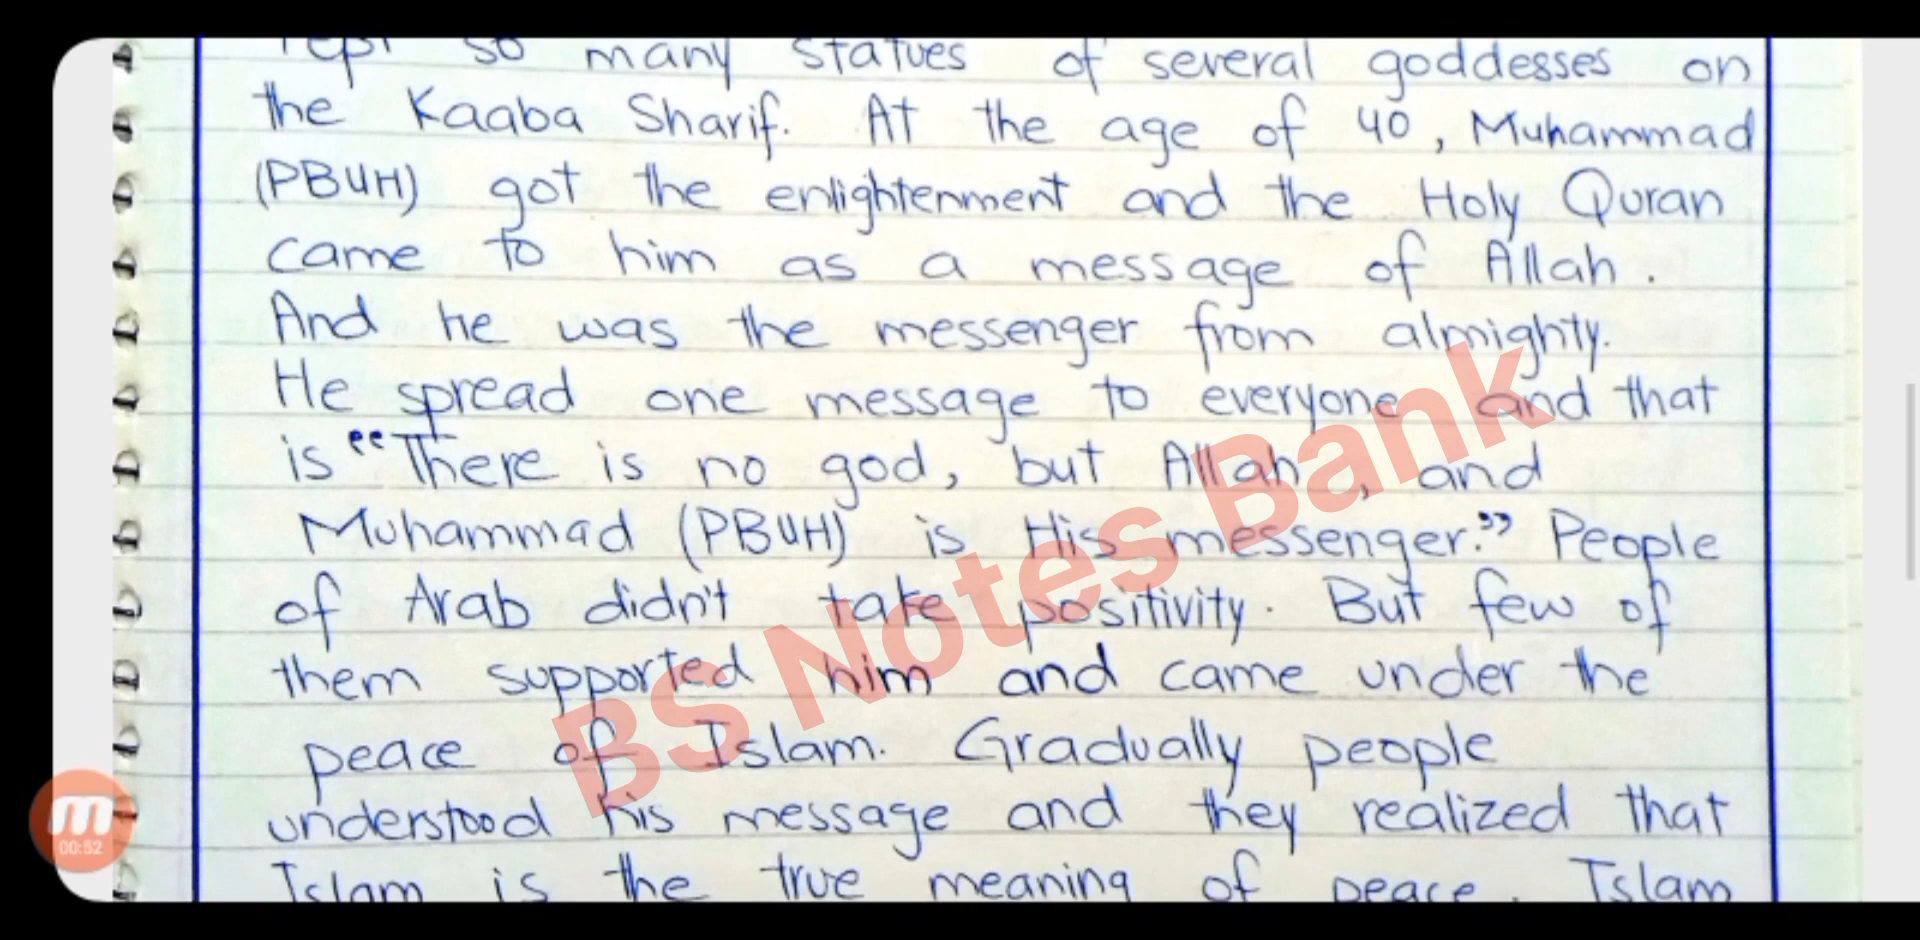 so many statues of several goddesses on
the Kaaba Sharif. At the age of 40, Muhammad
(PBUH) got the enlightenment and the Holy Quran
came to him as a message of Allah.
And he was the messenger from almighty.
He spread one message to everyone and that
is "There is no god, but Allah, and
Muhammad (PBUH) is His messenger." People
of Arab didn't take positivity. But few of
them supported him and came under the
peace of Islam. Gradually people
understood his message and they realized that
Islam is the true meaning of peace. Islam
BS Notes Bank
00:52